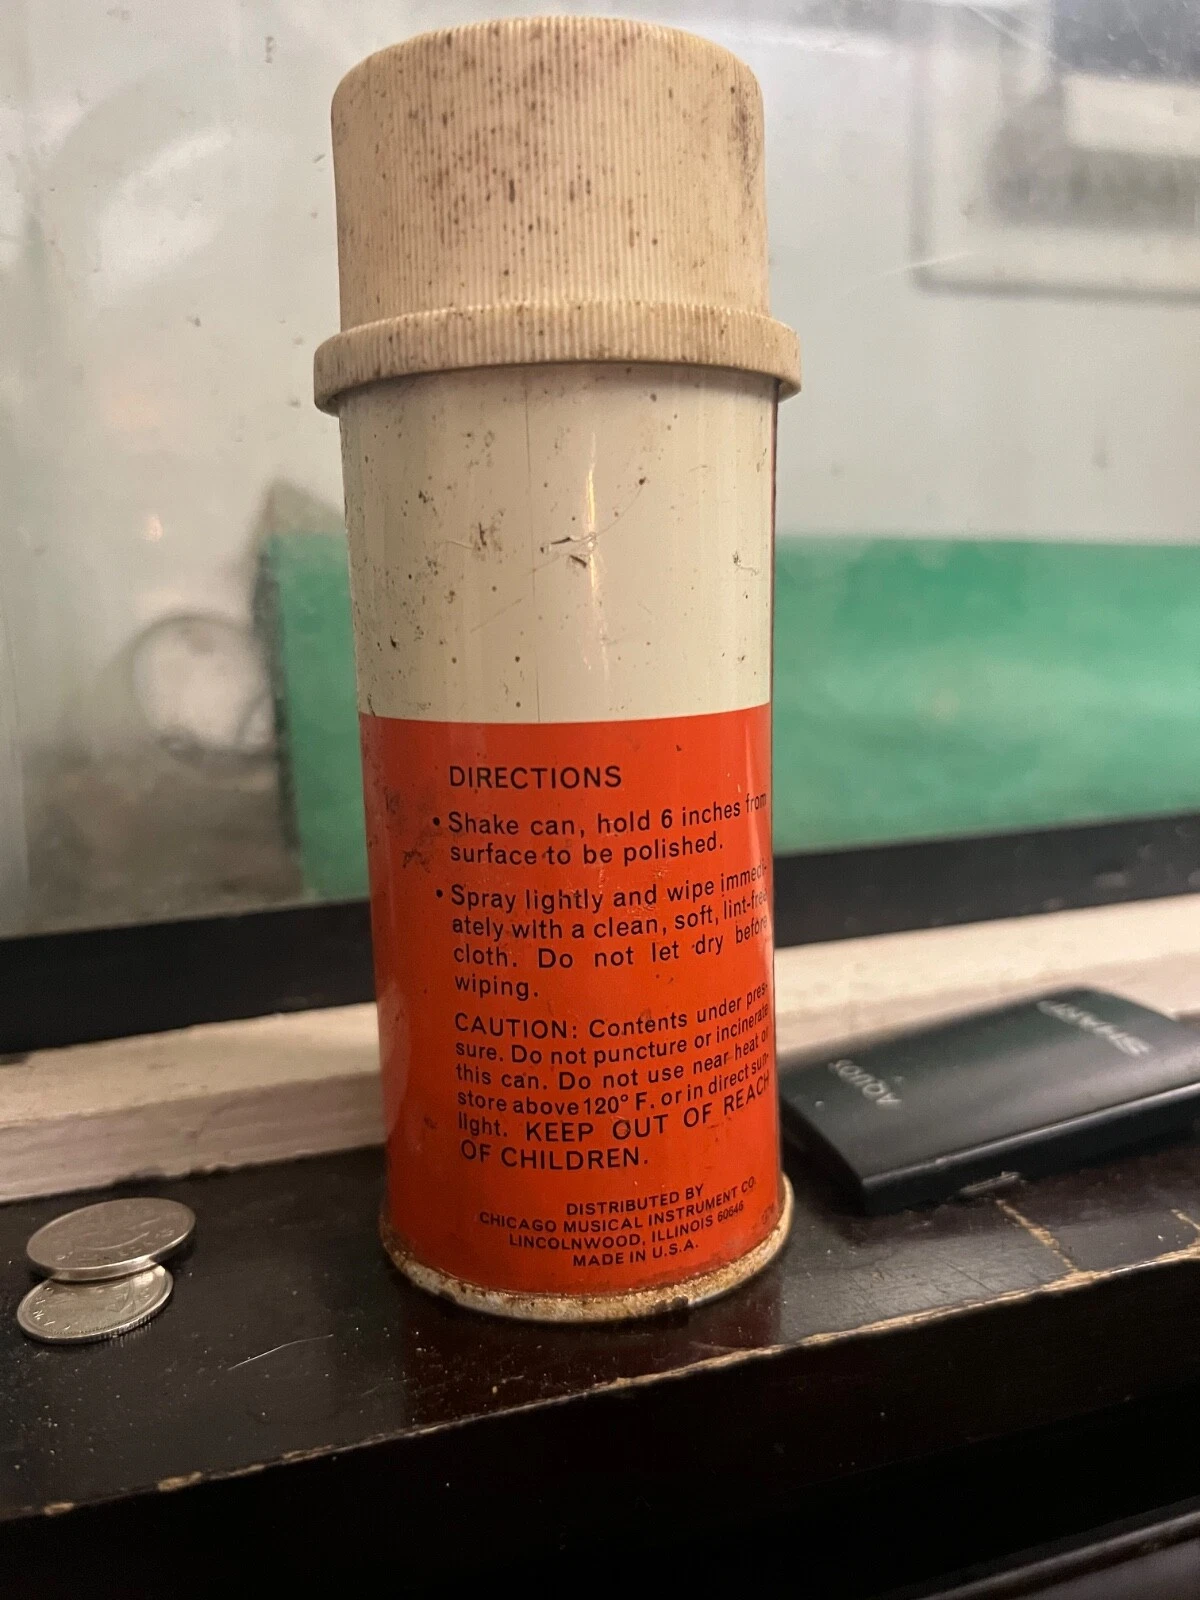 DIRECTIONS
• Shake can, hold 6 inches from
surface to be polished.
• Spray lightly and wipe immedi-
ately with a clean, soft, lint-free
cloth. Do not let dry before
wiping.
CAUTION: Contents under pres-
sure. Do not puncture or incinerate
this can. Do not use near heat or
store above 120° F. or in direct sun-
light. KEEP OUT OF REACH
OF CHILDREN.
DISTRIBUTED BY
CHICAGO MUSICAL INSTRUMENT CO.
LINCOLNWOOD, ILLINOIS 60646
MADE IN U.S.A.
SHARP
AQUOS